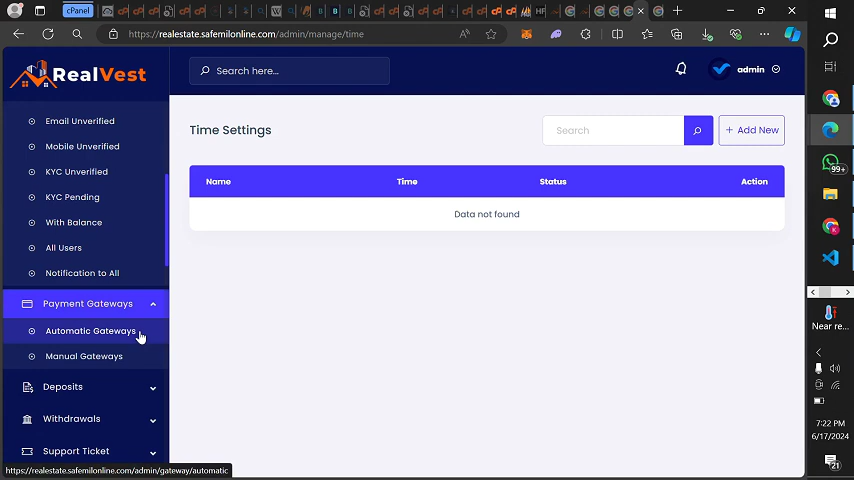 cPanel
https://realestate.safemilonline.com/admin/manage/time
RealVest
Search here...
admin
Email Unverified
Mobile Unverified
KYC Unverified
KYC Pending
With Balance
All Users
Notification to All
Payment Gateways
Automatic Gateways
Manual Gateways
Deposits
Withdrawals
Support Ticket
https://realestate.safemilonline.com/admin/gateway/automatic
Time Settings
Search
+ Add New
Name Time Status Action
Data not found
99+
Near re...
7:22 PM
6/17/2024
21